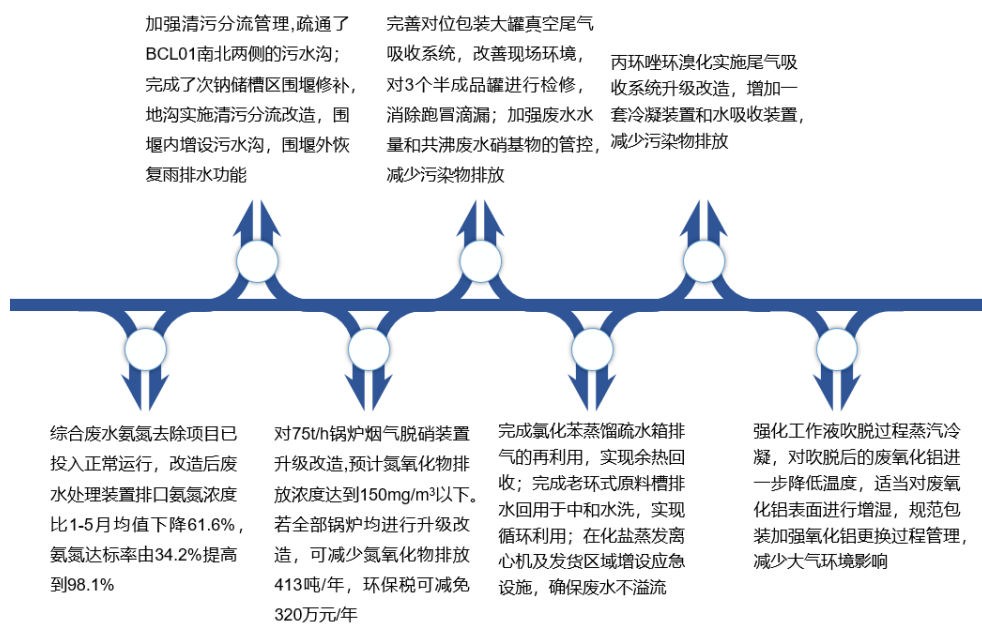 加强清污分流管理,疏通了
BCL01南北两侧的污水沟；
完成了次钠储槽区围堰修补，
地沟实施清污分流改造，围
堰内增设污水沟，围堰外恢
复雨排水功能
完善对位包装大罐真空尾气
吸收系统，改善现场环境，
对3个半成品罐进行检修，
消除跑冒滴漏；加强废水水
量和共沸废水硝基物的管控，
减少污染物排放
丙环唑环溴化实施尾气吸
收系统升级改造，增加一
套冷凝装置和水吸收装置，
减少污染物排放
综合废水氨氮去除项目已
投入正常运行，改造后废
水处理装置排口氨氮浓度
比1-5月均值下降61.6%，
氨氮达标率由34.2%提高
到98.1%
对75t/h锅炉烟气脱硝装置
升级改造,预计氮氧化物排
放浓度达到150mg/m³以下。
若全部锅炉均进行升级改
造，可减少氮氧化物排放
413吨/年，环保税可减免
320万元/年
完成氯化苯蒸馏疏水箱排
气的再利用，实现余热回
收；完成老环式原料槽排
水回用于中和水洗，实现
循环利用；在化盐蒸发离
心机及发货区域增设应急
设施，确保废水不溢流
强化工作液吹脱过程蒸汽冷
凝，对吹脱后的废氧化铝进
一步降低温度，适当对废氧
化铝表面进行增湿，规范包
装加强氧化铝更换过程管理，
减少大气环境影响